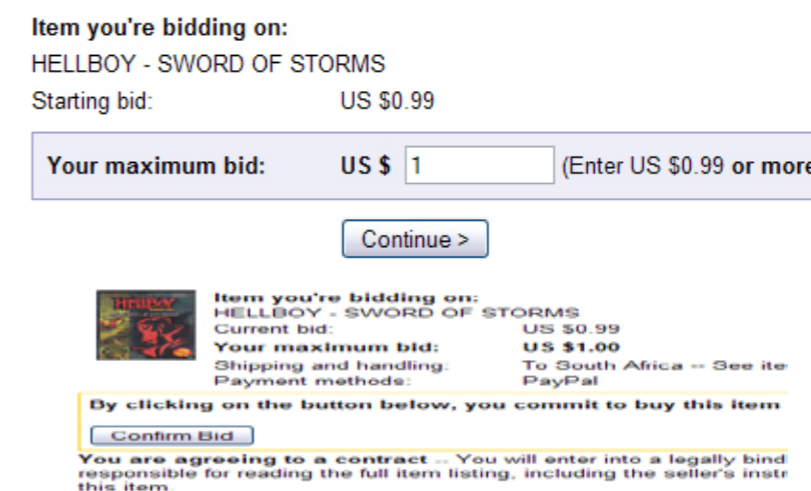 Item you're bidding on:
HELLBOY - SWORD OF STORMS
Starting bid: US $0.99
Your maximum bid: US $ 1 (Enter US $0.99 or more
Continue >
HELLBOY
Item you're bidding on:
HELLBOY - SWORD OF STORMS
Current bid: US $0.99
Your maximum bid: US $1.00
Shipping and handling: To South Africa -- See ite
Payment methods: PayPal
By clicking on the button below, you commit to buy this item
Confirm Bid
You are agreeing to a contract -- You will enter into a legally bind
responsible for reading the full item listing, including the seller's instr
this item.